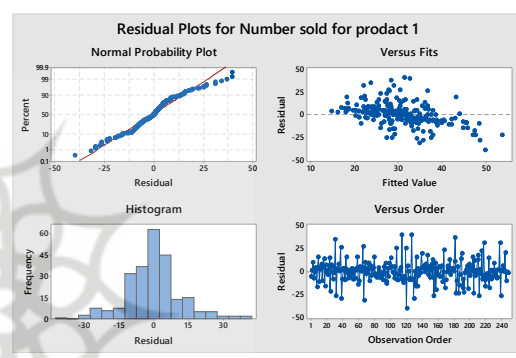 Residual Plots for Number sold for prodact 1
Normal Probability Plot
99.9
99
90
50
10
1
0.1
Percent
-50 -25 0 25 50
Residual
Versus Fits
50
25
0
-25
-50
Residual
10 20 30 40 50 60
Fitted Value
Histogram
60
45
30
15
0
Frequency
-30 -15 0 15 30
Residual
Versus Order
50
25
0
-25
-50
Residual
1 20 40 60 80 100 120 140 160 180 200 220 240
Observation Order